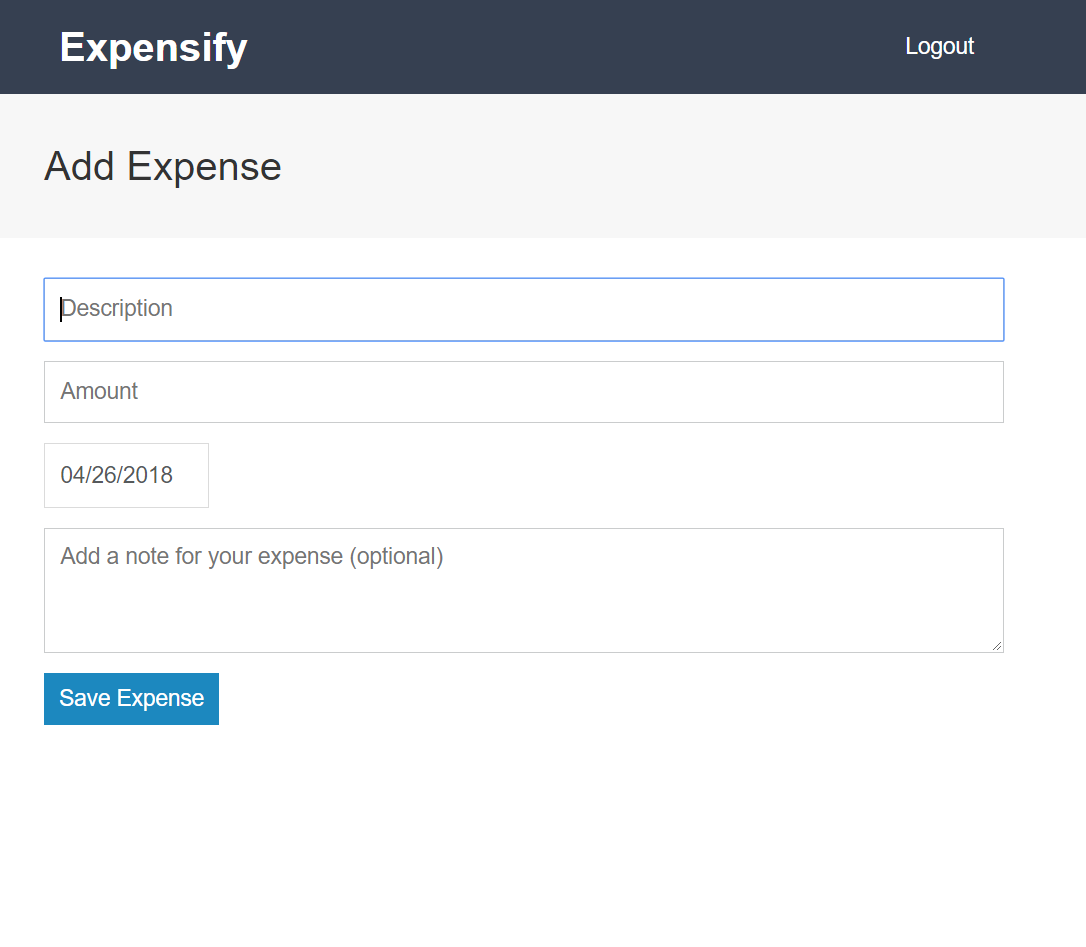 Expensify
Logout
Add Expense
Description
Amount
04/26/2018
Add a note for your expense (optional)
Save Expense